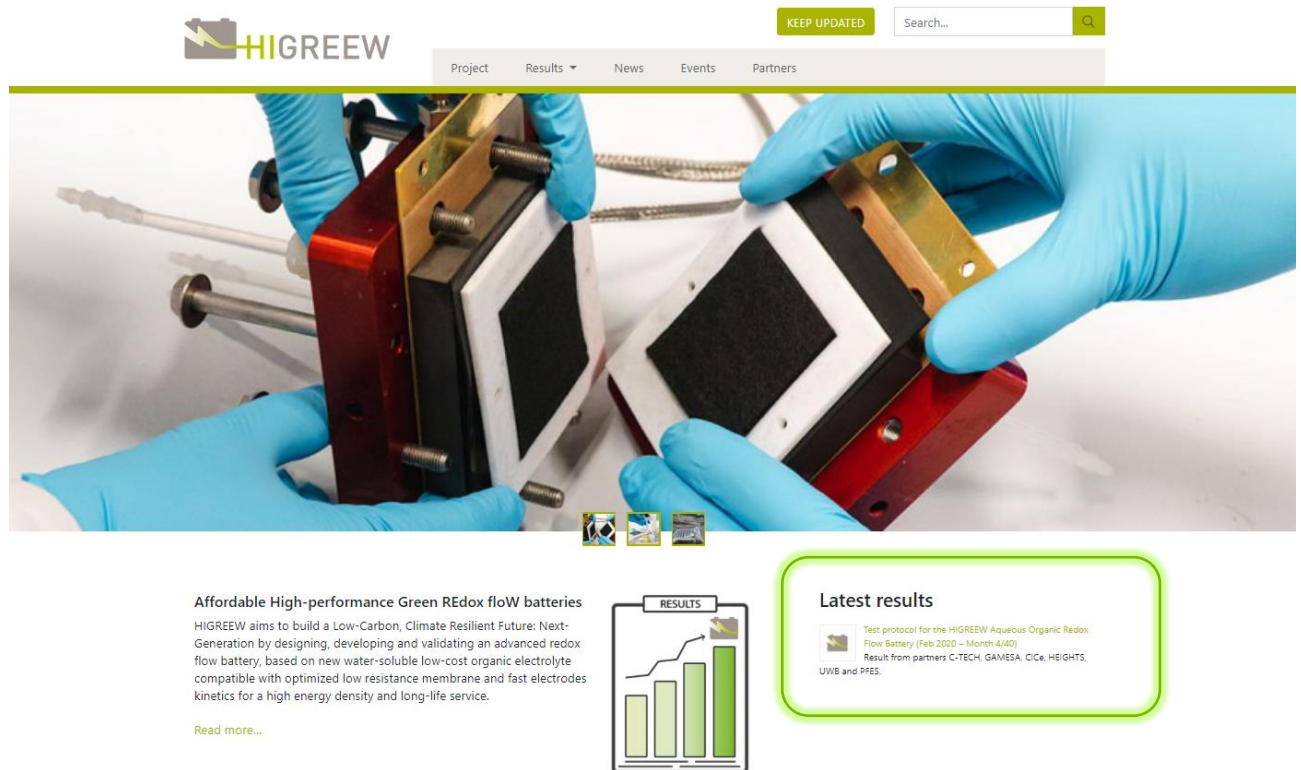 HIGREEW
KEEP UPDATED
Search...
Project Results News Events Partners
Affordable High-performance Green REdox floW batteries
HIGREEW aims to build a Low-Carbon, Climate Resilient Future: Next-
Generation by designing, developing and validating an advanced redox
flow battery, based on new water-soluble low-cost organic electrolyte
compatible with optimized low resistance membrane and fast electrodes
kinetics for a high energy density and long-life service.
Read more...
RESULTS
Latest results
Test protocol for the HIGREEW Aqueous Organic Redox
Flow Battery (Feb 2020 – Month 4/40)
Result from partners C-TECH, GAMESA, CICe, HEIGHTS,
UWB and PFES.